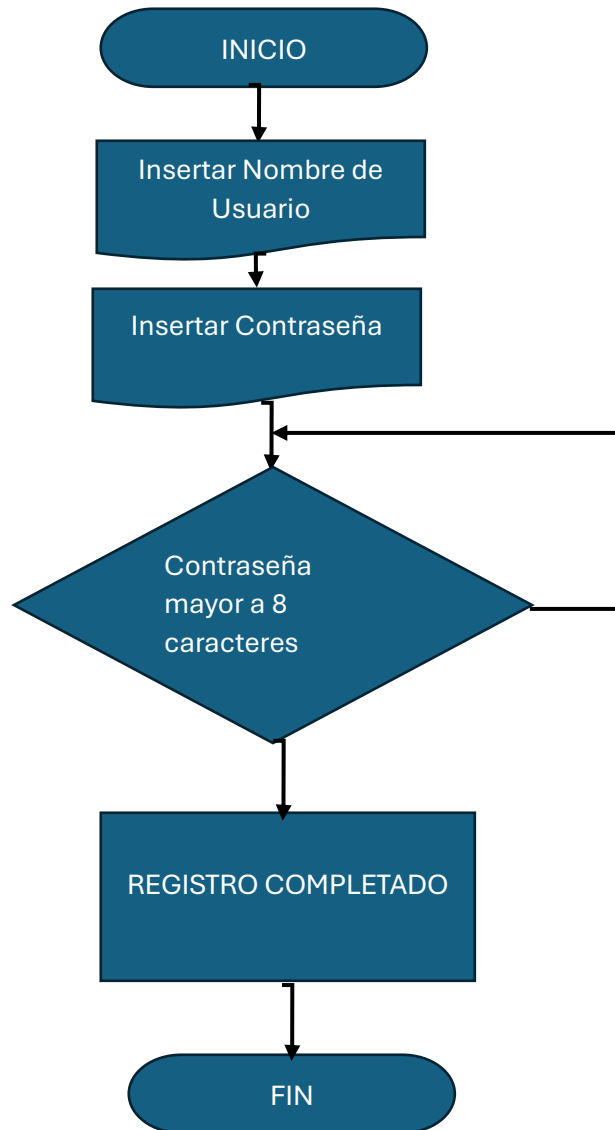 INICIO
Insertar Nombre de
Usuario
Insertar Contraseña
Contraseña
mayor a 8
caracteres
REGISTRO COMPLETADO
FIN